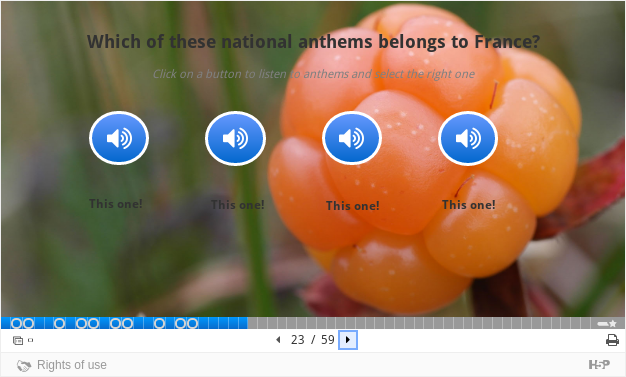 Which of these national anthems belongs to France?
Click on a button to listen to anthems and select the right one
This one! This one! This one! This one!
23 / 59
Rights of use H5P